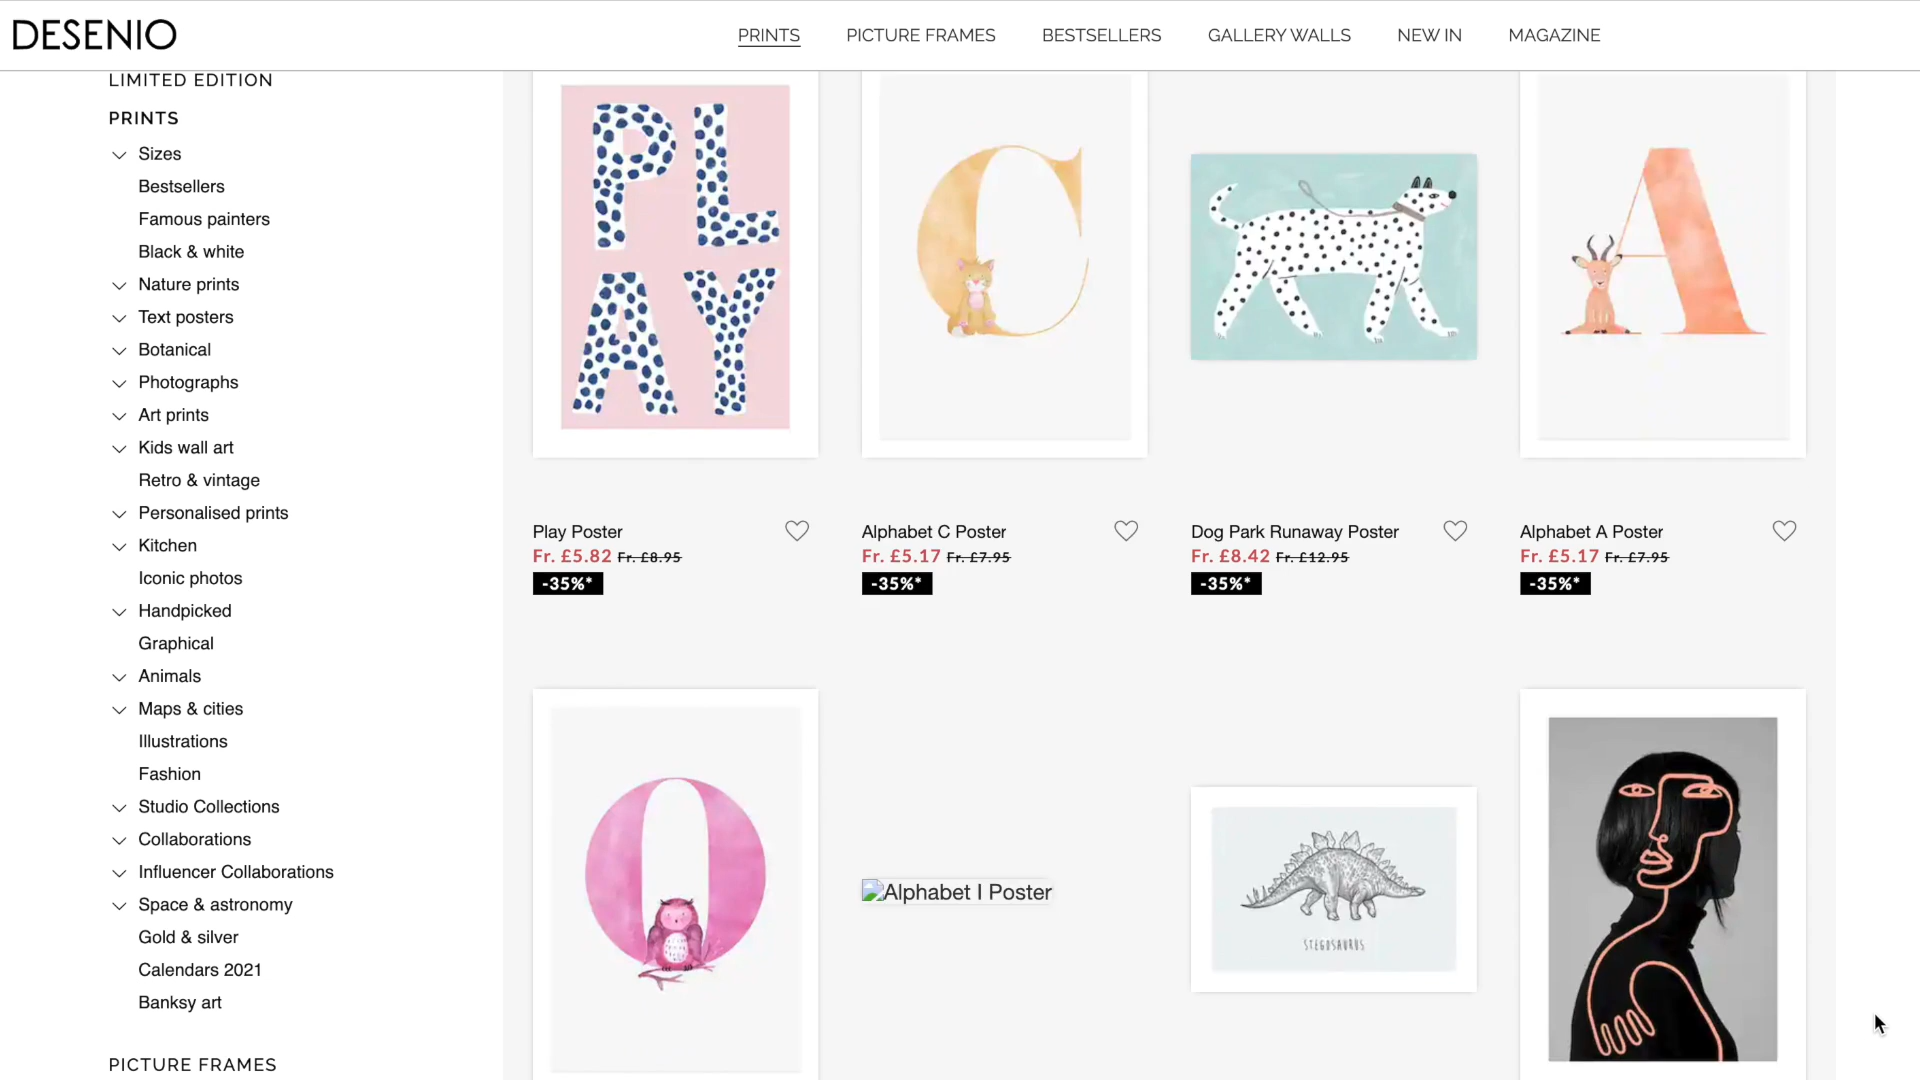 DESENIO
PRINTS
PICTURE FRAMES
BESTSELLERS
GALLERY WALLS
NEW IN
MAGAZINE
LIMITED EDITION
PRINTS
Sizes
Bestsellers
Famous painters
Black & white
Nature prints
Text posters
Botanical
Photographs
Art prints
Kids wall art
Retro & vintage
Personalised prints
Kitchen
Iconic photos
Handpicked
Graphical
Animals
Maps & cities
Illustrations
Fashion
Studio Collections
Collaborations
Influencer Collaborations
Space & astronomy
Gold & silver
Calendars 2021
Banksy art
PICTURE FRAMES
PL
AY
C
A
Play Poster
Fr. £5.82 Fr. £8.95
-35%*
Alphabet C Poster
Fr. £5.17 Fr. £7.95
-35%*
Dog Park Runaway Poster
Fr. £8.42 Fr. £12.95
-35%*
Alphabet A Poster
Fr. £5.17 Fr. £7.95
-35%*
O
Alphabet I Poster
STEGOSAURUS